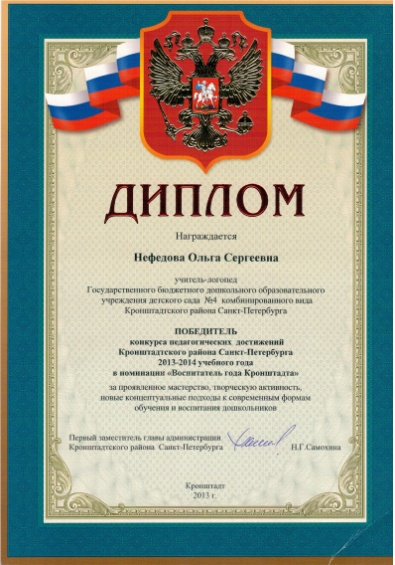 ДИПЛОМ
Награждается
Нефедова Ольга Сергеевна
учитель-логопед
Государственного бюджетного дошкольного образовательного
учреждения детского сада №4 комбинированного вида
Кронштадтского района Санкт-Петербурга
ПОБЕДИТЕЛЬ
конкурса педагогических достижений
Кронштадтского района Санкт-Петербурга
2013-2014 учебного года
в номинации «Воспитатель года Кронштадта»
за проявленное мастерство, творческую активность,
новые концептуальные подходы к современным формам
обучения и воспитания дошкольников
Первый заместитель главы администрации
Кронштадтского района Санкт-Петербурга Н.Г.Самохина
Кронштадт
2013 г.